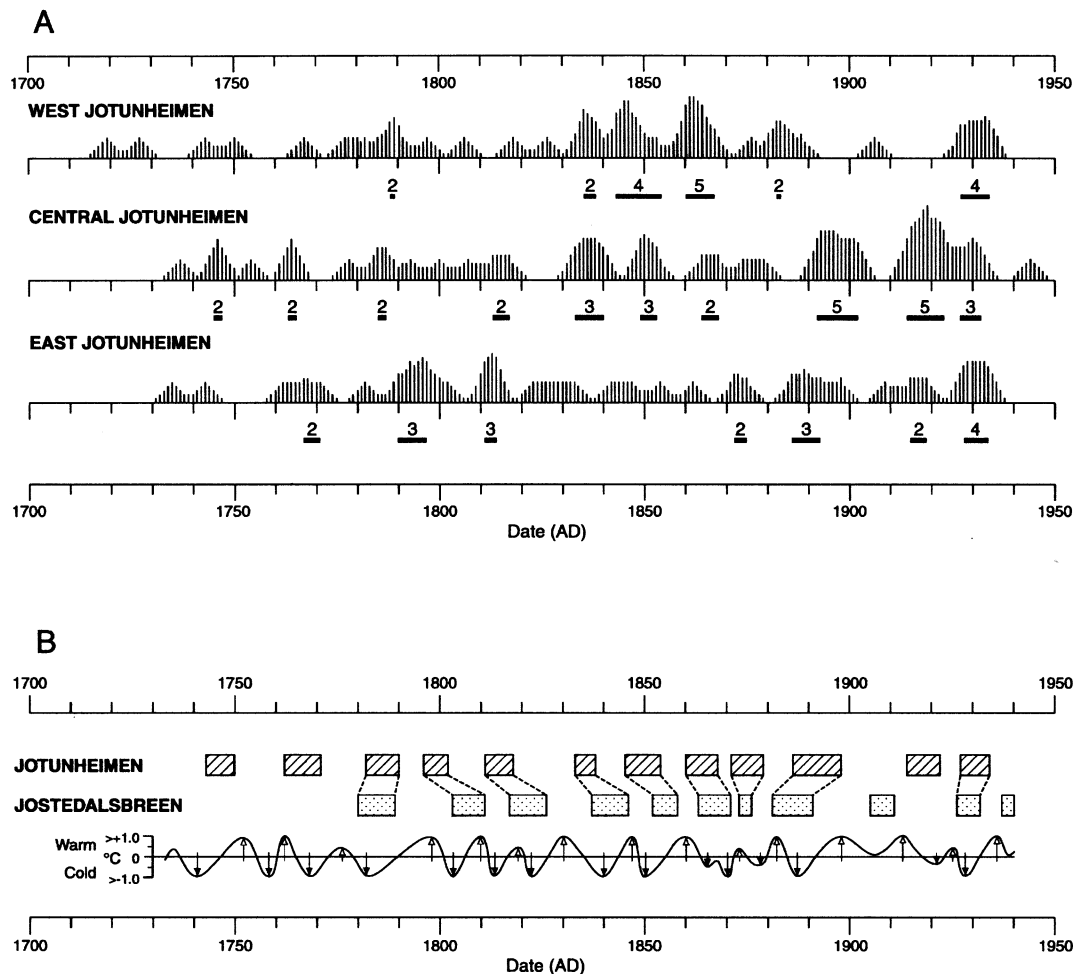 A
1700 1750 1800 1850 1900 1950
WEST JOTUNHEIMEN
2 2 4 5 2 4
CENTRAL JOTUNHEIMEN
2 2 2 2 3 3 2 5 5 3
EAST JOTUNHEIMEN
2 3 3 2 3 2 4
1700 1750 1800 1850 1900 1950
Date (AD)
B
1700 1750 1800 1850 1900 1950
JOTUNHEIMEN
JOSTEDALSBREEN
Warm >+1.0
°C 0
Cold >-1.0
1700 1750 1800 1850 1900 1950
Date (AD)